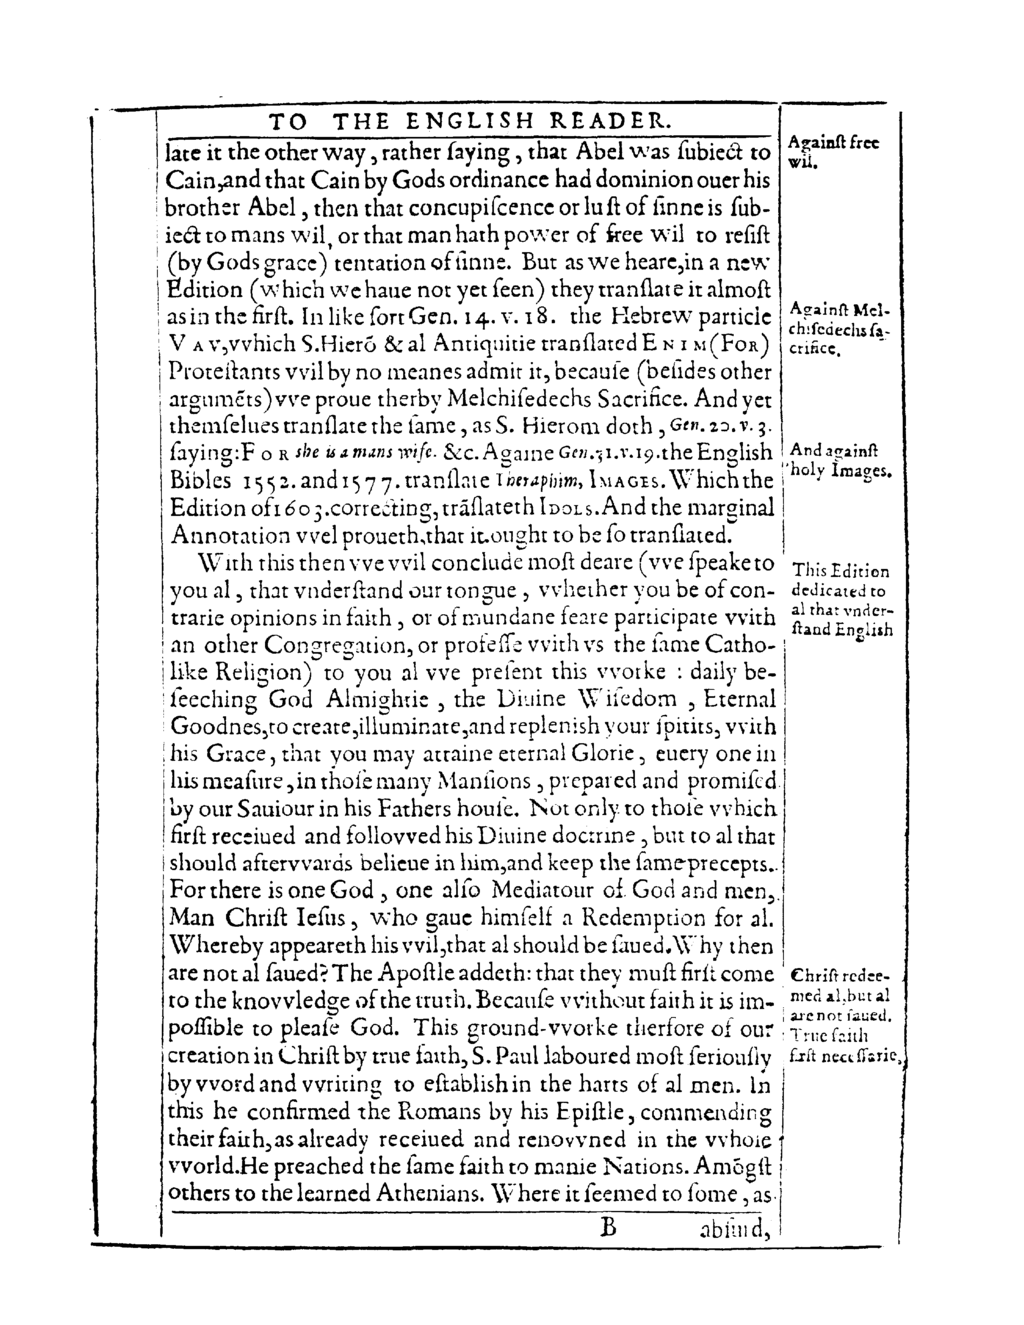 TO THE ENGLISH READER.
late it the other way, rather ſaying, that Abel was ſubiect to
Cain, and that Cain by Gods ordinance had dominion ouer his
brother Abel, then that concupiſcence or luſt of ſinne is ſub-
iect to mans wil, or that man hath power of free wil to reſiſt
(by Gods grace) tentation of ſinne. But as we heare, in a new
Edition (which we haue not yet ſeen) they tranſlate it almoſt
as in the firſt. In like ſort Gen. 14. v. 18. the Hebrew particle
VAV, vvhich S. Hierō & al Antiquitie tranſlated ENIM (FOR)
Proteſtants vvil by no meanes admit it, becauſe (beſides other
argumēts) vve proue therby Melchiſedechs Sacrifice. And yet
themſelues tranſlate the ſame, as S. Hierom doth, Gen. 20. v. 3.
ſaying: FOR she is a mans wife. &c. Againe Gen. 31. v. 19. the Engliſh
Bibles 1552. and 1577. tranſlate Theraphim, IMAGES. Which the
Edition of 1603. correcting, trāſlateth IDOLS. And the marginal
Annotation vvel proueth, that it ought to be ſo tranſlated.
With this then vve vvil conclude moſt deare (vve ſpeake to
you al, that vnderſtand our tongue, vvhether you be of con-
trarie opinions in faith, or of mundane feare participate vvith
an other Congregation, or profeſſe vvith vs the ſame Catho-
like Religion) to you al vve preſent this vvorke : daily be-
ſeeching God Almightie, the Diuine Wiſedom, Eternal
Goodnes, to create, illuminate, and replenish your ſpirits, vvith
his Grace, that you may attaine eternal Glorie, euery one in
his meaſure, in thoſe many Manſions, prepared and promiſed
by our Sauiour in his Fathers houſe. Not only to thoſe vvhich
firſt receiued and follovved his Diuine doctrine, but to al that
should aftervvards belieue in him, and keep the ſame precepts.
For there is one God, one alſo Mediatour of God and men,
Man Chriſt Ieſus, who gaue himſelf a Redemption for al.
Whereby appeareth his vvil, that al should be ſaued. Why then
are not al ſaued? The Apoſtle addeth: that they muſt firſt come
to the knovvledge of the truth. Becauſe vvithout faith it is im-
poſſible to pleaſe God. This ground-vvorke therfore of our
creation in Chriſt by true faith, S. Paul laboured moſt ſeriouſly
by vvord and vvriting to eſtablish in the harts of al men. In
this he confirmed the Romans by his Epiſtle, commending
their faith, as already receiued and renovvned in the vvhole
vvorld. He preached the ſame faith to manie Nations. Amōgſt
others to the learned Athenians. Where it ſeemed to ſome, as
B abſurd,
Againſt free
wil.
Againſt Mel-
chiſedechs ſa-
crifice.
And againſt
holy Images.
This Edition
dedicated to
al that vnder-
ſtand English
Chriſt redee-
med al, but al
are not ſaued.
True faith
firſt neceſſarie,